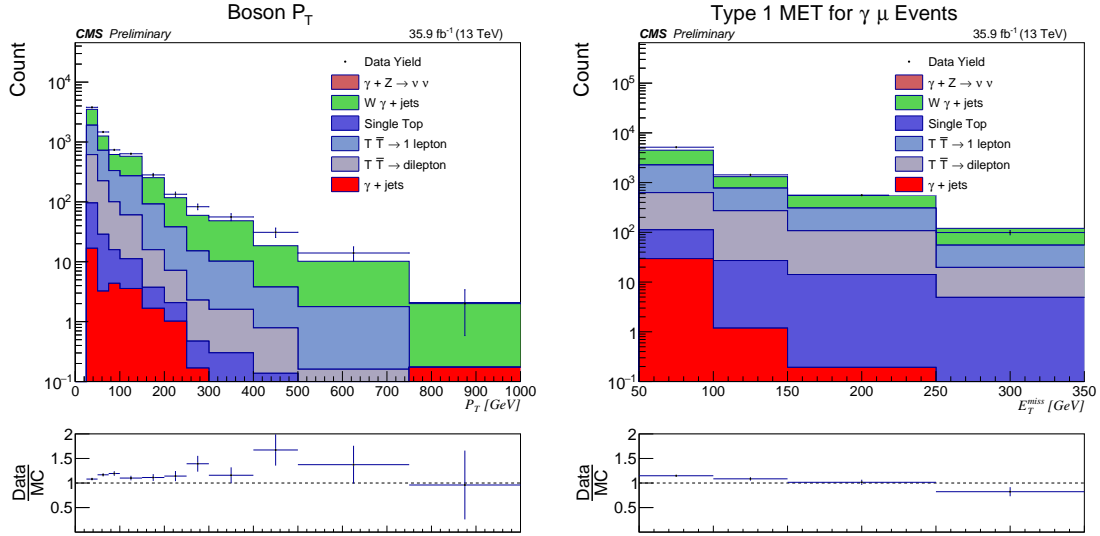 Boson P_T
CMS Preliminary
35.9 fb⁻¹ (13 TeV)
Count
10⁴
10³
10²
10
1
10⁻¹
Data Yield
γ + Z → ν ν
W γ + jets
Single Top
T T̅ → 1 lepton
T T̅ → dilepton
γ + jets
0 100 200 300 400 500 600 700 800 900 1000
P_T [GeV]
Data
MC
2
1.5
1
0.5
Type 1 MET for γ μ Events
CMS Preliminary
35.9 fb⁻¹ (13 TeV)
Count
10⁵
10⁴
10³
10²
10
1
10⁻¹
Data Yield
γ + Z → ν ν
W γ + jets
Single Top
T T̅ → 1 lepton
T T̅ → dilepton
γ + jets
50 100 150 200 250 300 350
E_T^miss [GeV]
Data
MC
2
1.5
1
0.5